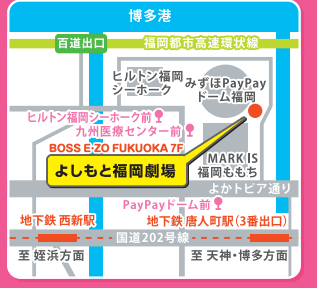 博多港
百道出口
福岡都市高速環状線
ヒルトン福岡
シーホーク
みずほPayPay
ドーム福岡
ヒルトン福岡シーホーク前
九州医療センター前
BOSS E・ZO FUKUOKA 7F
よしもと福岡劇場
MARK IS
福岡ももち
よかトピア通り
PayPayドーム前
地下鉄 西新駅
地下鉄 唐人町駅(3番出口)
国道202号線
至 姪浜方面
至 天神・博多方面